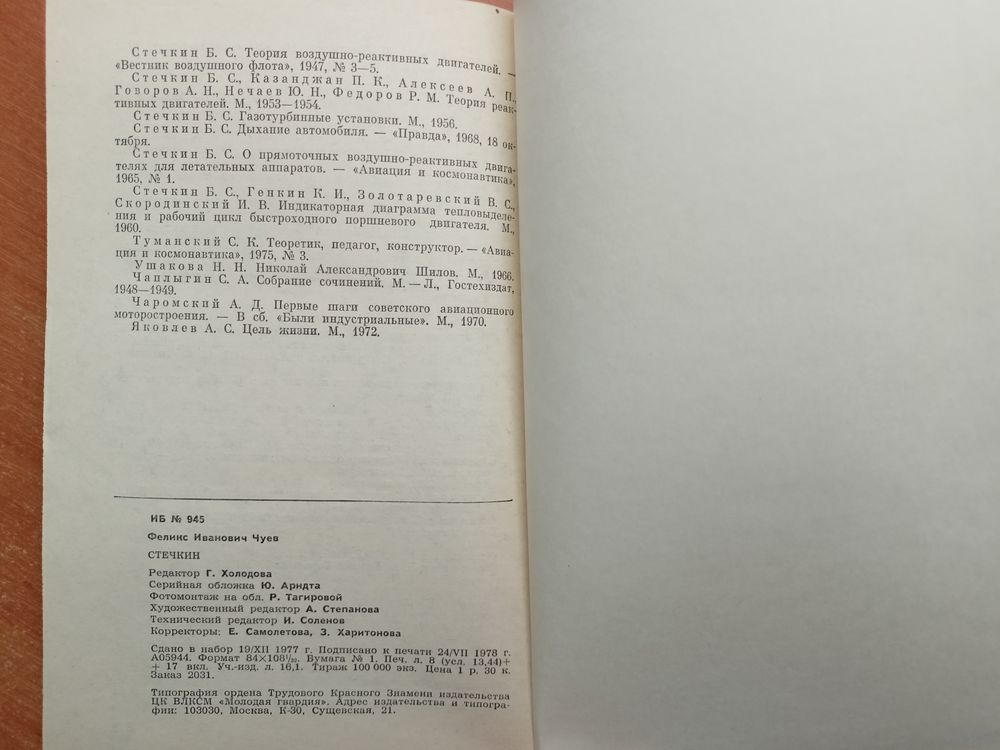 Стечкин Б. С. Теория воздушно-реактивных двигателей. —
«Вестник воздушного флота», 1947, № 3—5.
Стечкин Б. С., Казанджан П. К., Алексеев А. П.,
Говоров А. Н., Нечаев Ю. Н., Федоров Р. М. Теория реак-
тивных двигателей. М., 1953—1954.
Стечкин Б. С. Газотурбинные установки. М., 1956.
Стечкин Б. С. Дыхание автомобиля. — «Правда», 1968, 18 ок-
тября.
Стечкин Б. С. О прямоточных воздушно-реактивных двига-
телях для летательных аппаратов. — «Авиация и космонавтика»,
1965, № 1.
Стечкин Б. С., Генкин К. И., Золотаревский В. С.,
Скородинский И. В. Индикаторная диаграмма тепловыделе-
ния и рабочий цикл быстроходного поршневого двигателя. М.,
1960.
Туманский С. К. Теоретик, педагог, конструктор. — «Авиа-
ция и космонавтика», 1975, № 3.
Ушакова Н. Н. Николай Александрович Шилов. М., 1966.
Чаплыгин С. А. Собрание сочинений. М. — Л., Гостехиздат,
1948—1949.
Чаромский А. Д. Первые шаги советского авиационного
моторостроения. — В сб. «Были индустриальные». М., 1970.
Яковлев А. С. Цель жизни. М., 1972.
ИБ № 945
Феликс Иванович Чуев
СТЕЧКИН
Редактор Г. Холодова
Серийная обложка Ю. Арндта
Фотомонтаж на обл. Р. Тагировой
Художественный редактор А. Степанова
Технический редактор И. Соленов
Корректоры: Е. Самолетова, З. Харитонова
Сдано в набор 19/XII 1977 г. Подписано к печати 24/VII 1978 г.
А05944. Формат 84×108¹/₃₂. Бумага № 1. Печ. л. 8 (усл. 13,44)+
+ 17 вкл. Уч.-изд. л. 16,1. Тираж 100 000 экз. Цена 1 р. 30 к.
Заказ 2031.
Типография ордена Трудового Красного Знамени издательства
ЦК ВЛКСМ «Молодая гвардия». Адрес издательства и типогра-
фии: 103030, Москва, К-30, Сущевская, 21.